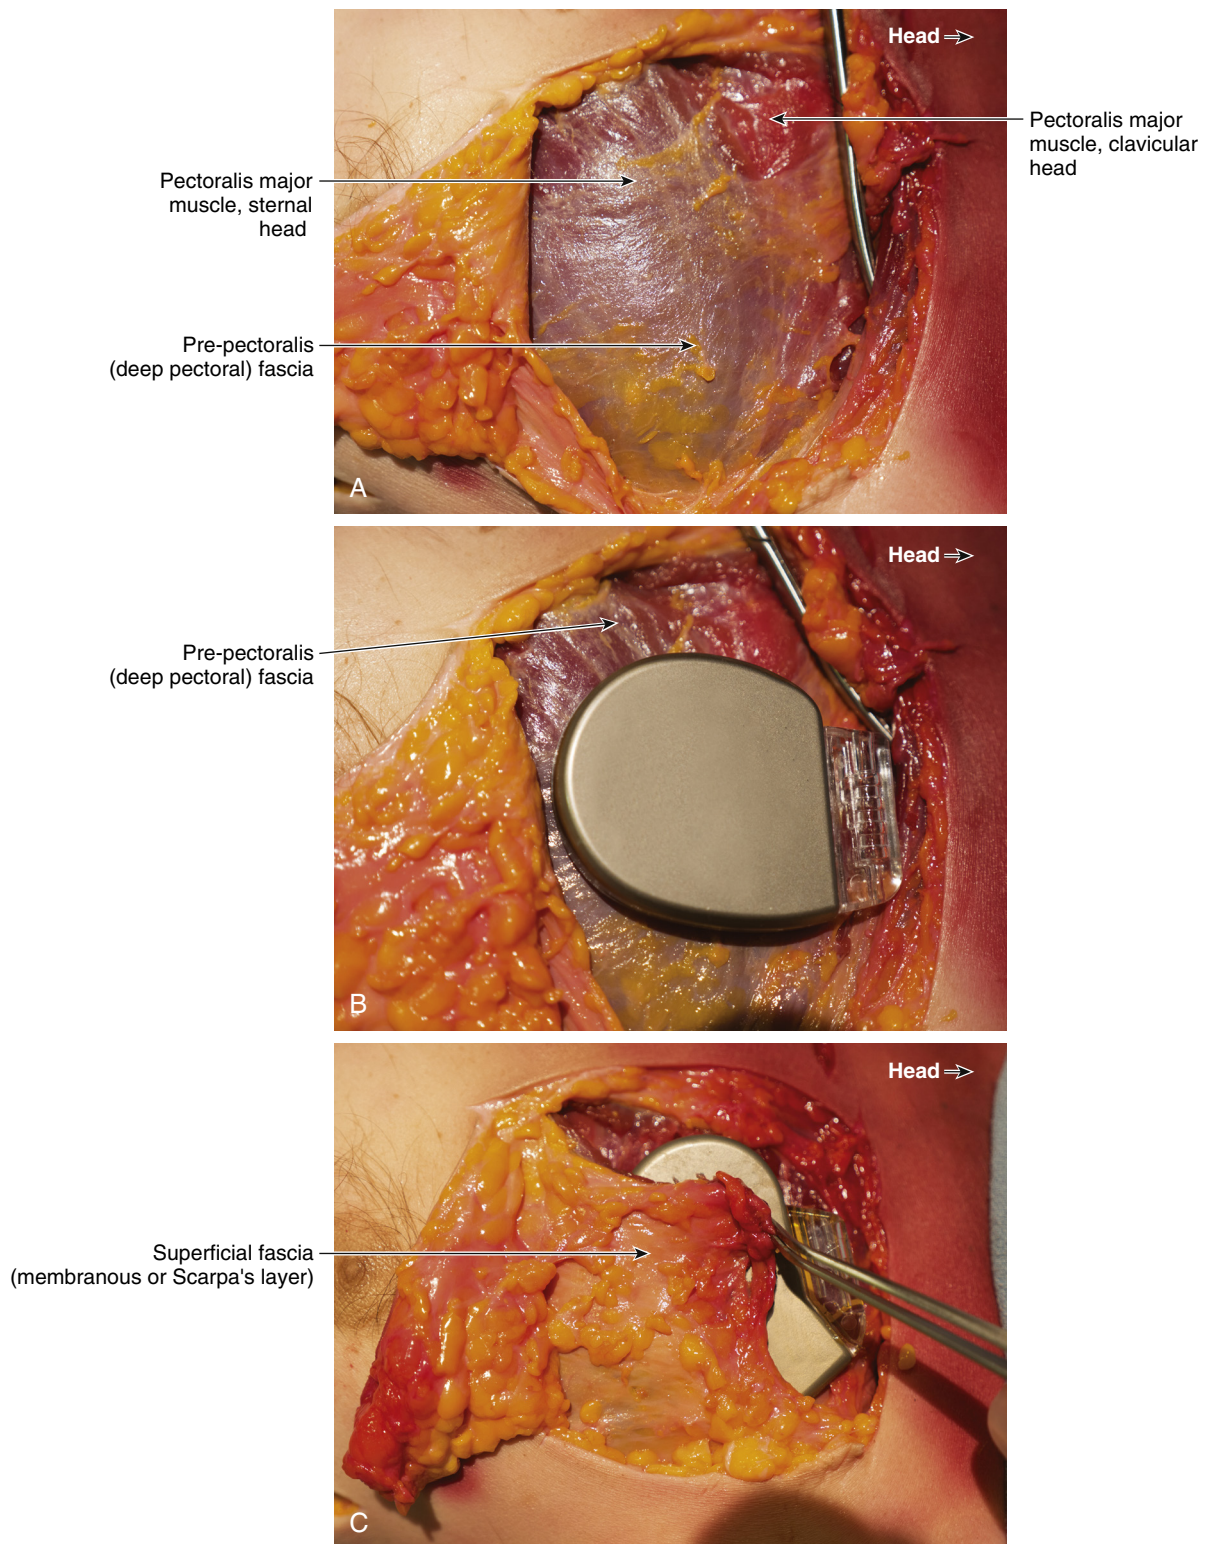 Head
Pectoralis major
muscle, clavicular
head
Pectoralis major
muscle, sternal
head
Pre-pectoralis
(deep pectoral) fascia
A
Head
Pre-pectoralis
(deep pectoral) fascia
B
Head
Superficial fascia
(membranous or Scarpa's layer)
C